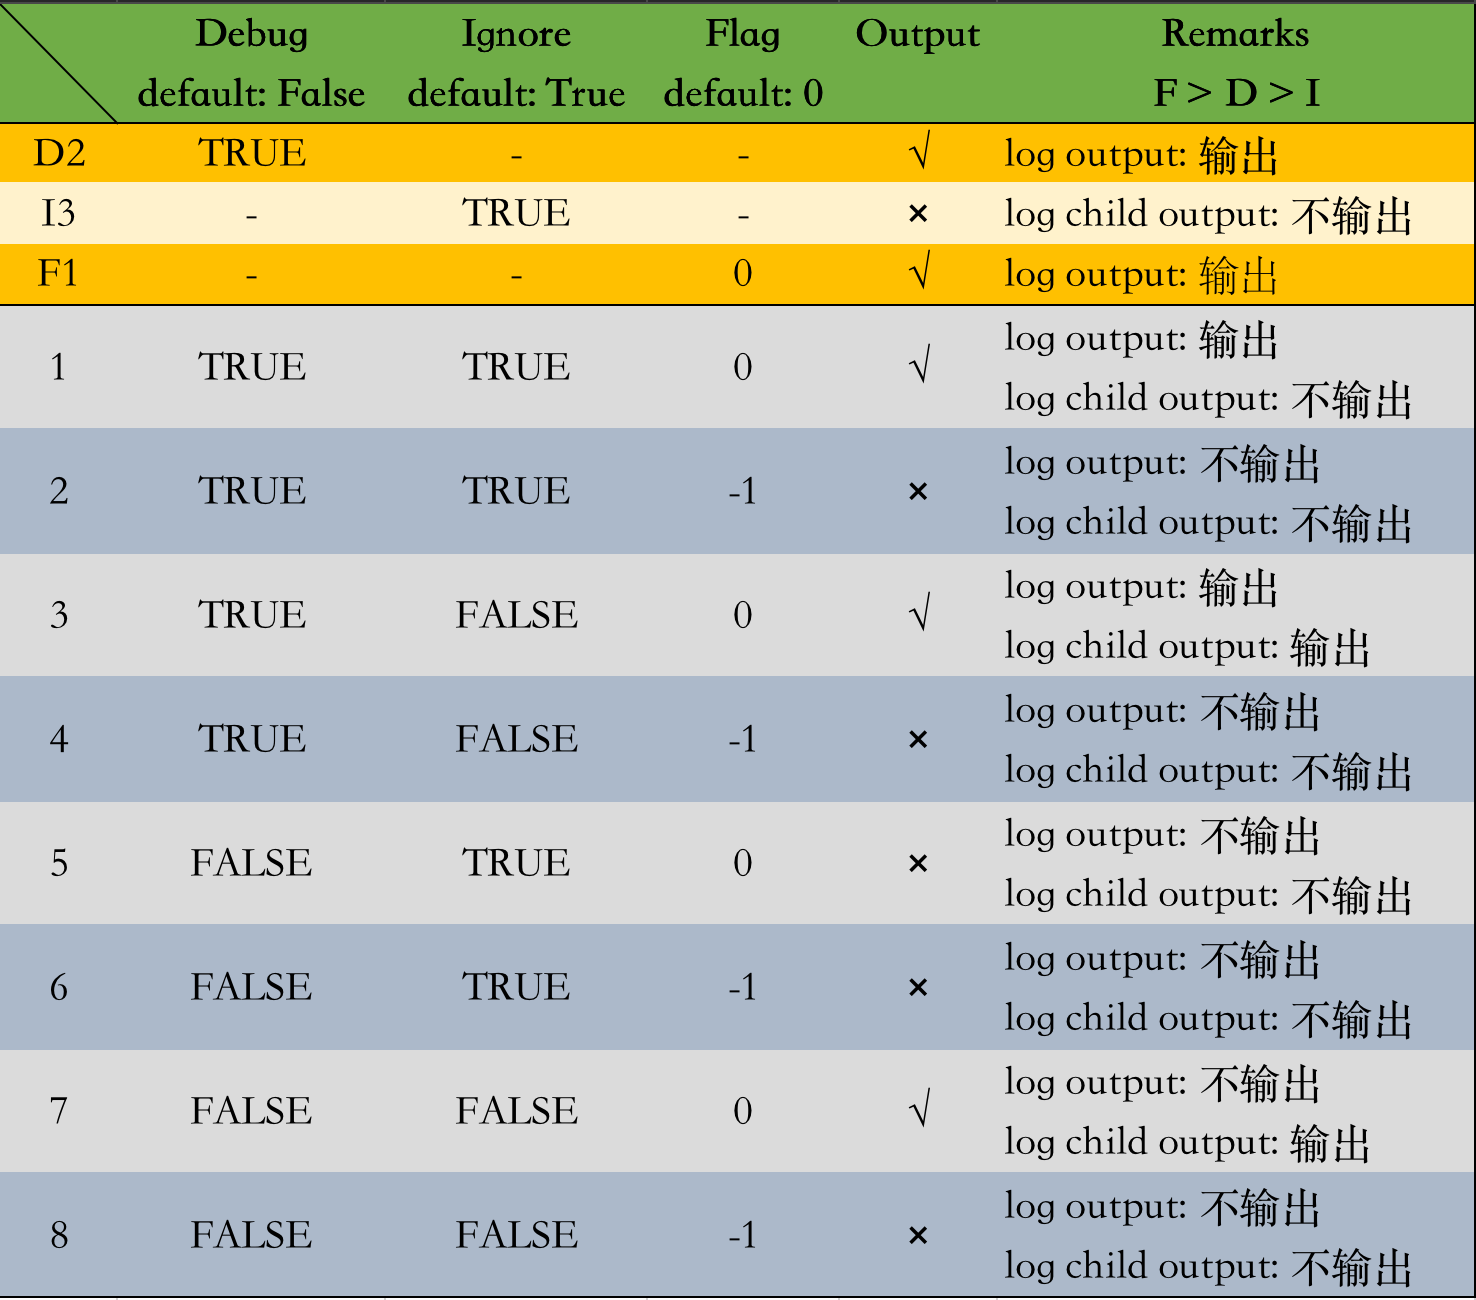 Debug Ignore Flag Output Remarks
default: False default: True default: 0 F > D > I
D2 TRUE - - √ log output: 输出
I3 - TRUE - × log child output: 不输出
F1 - - 0 √ log output: 输出
1 TRUE TRUE 0 √ log output: 输出
log child output: 不输出
2 TRUE TRUE -1 × log output: 不输出
log child output: 不输出
3 TRUE FALSE 0 √ log output: 输出
log child output: 输出
4 TRUE FALSE -1 × log output: 不输出
log child output: 不输出
5 FALSE TRUE 0 × log output: 不输出
log child output: 不输出
6 FALSE TRUE -1 × log output: 不输出
log child output: 不输出
7 FALSE FALSE 0 √ log output: 不输出
log child output: 输出
8 FALSE FALSE -1 × log output: 不输出
log child output: 不输出